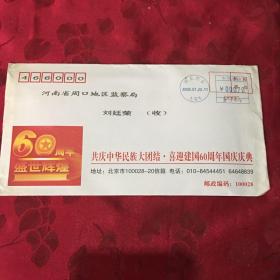 466000
河南省周口地区监察局
刘廷荣 （收）
60周年
盛世辉煌
共庆中华民族大团结·喜迎建国60周年国庆庆典
地址：北京市100028-20信箱 电话：010-84544451 64648639
邮政编码：100028